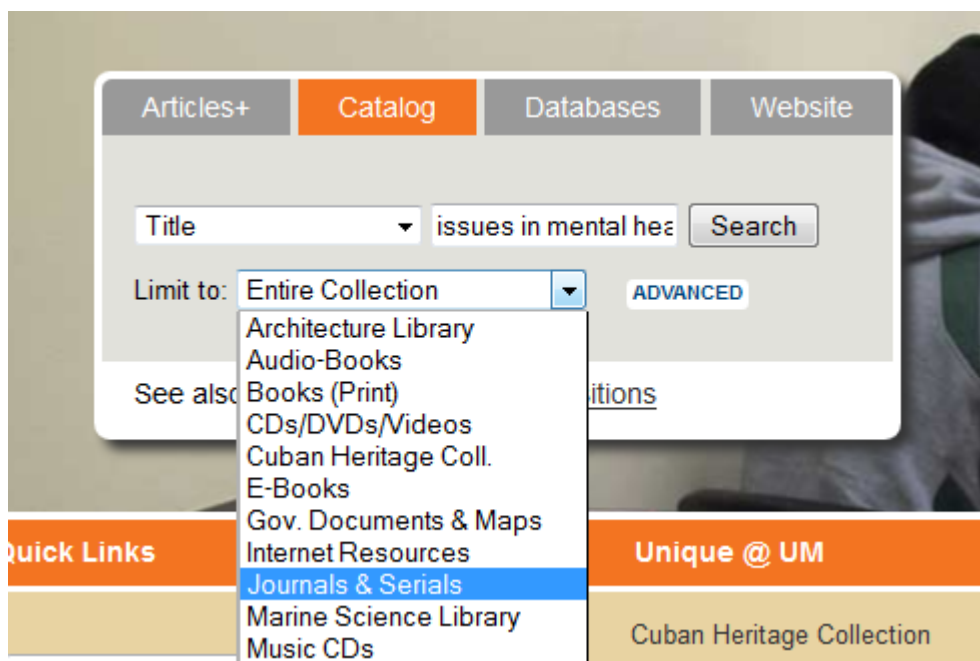 Articles+ Catalog Databases Website
Title issues in mental hea Search
Limit to: Entire Collection ADVANCED
Architecture Library
Audio-Books
See also Books (Print) itions
CDs/DVDs/Videos
Cuban Heritage Coll.
E-Books
Gov. Documents & Maps
Quick Links Internet Resources Unique @ UM
Journals & Serials
Marine Science Library
Music CDs Cuban Heritage Collection